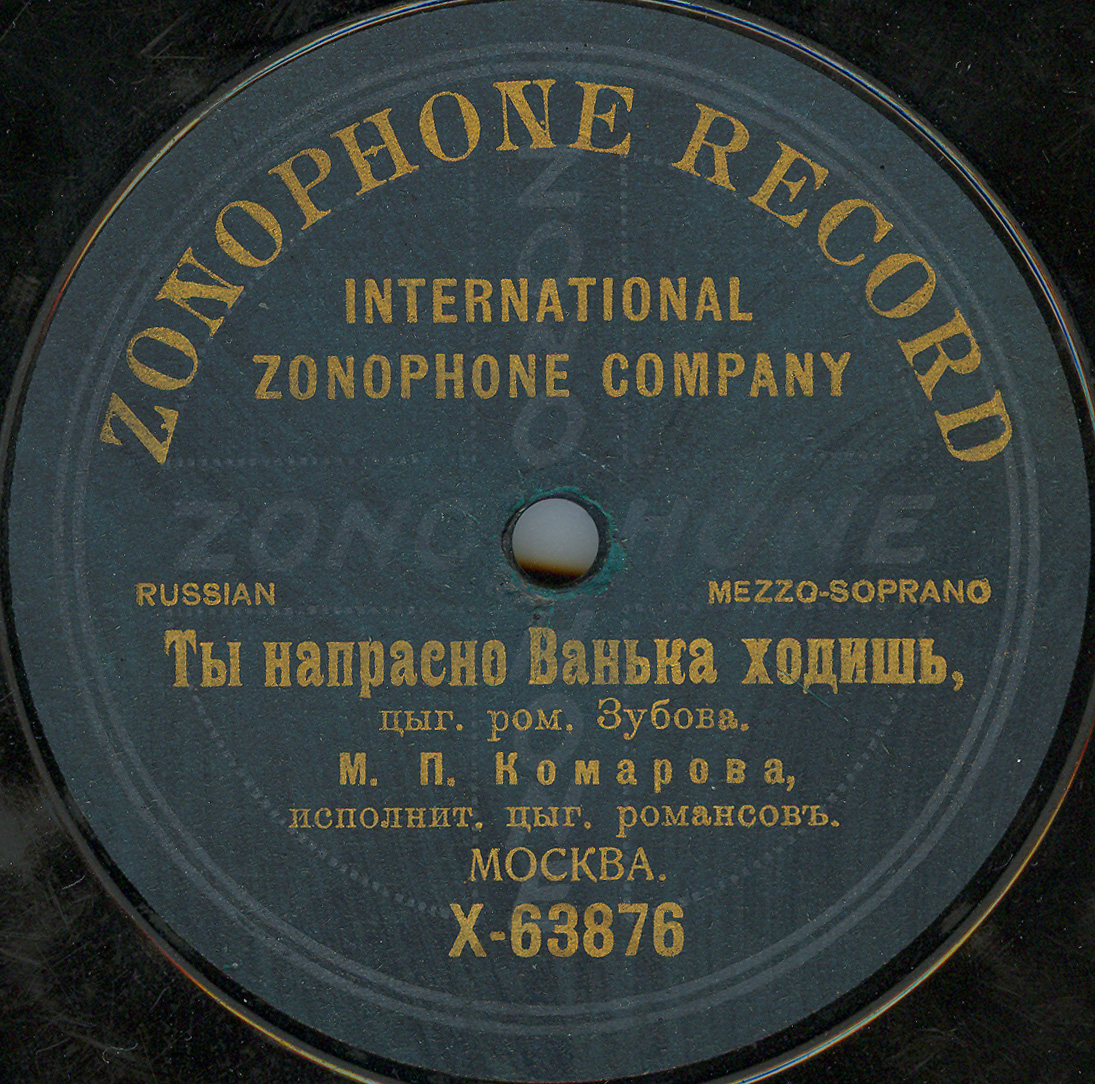 ZONOPHONE RECORD
INTERNATIONAL
ZONOPHONE COMPANY
ZONOPHONE
RUSSIAN MEZZO-SOPRANO
Ты напрасно Ванька ходишь,
цыг. ром. Зубова.
М. П. Комарова,
исполнит. цыг. романсовъ.
МОСКВА.
X-63876